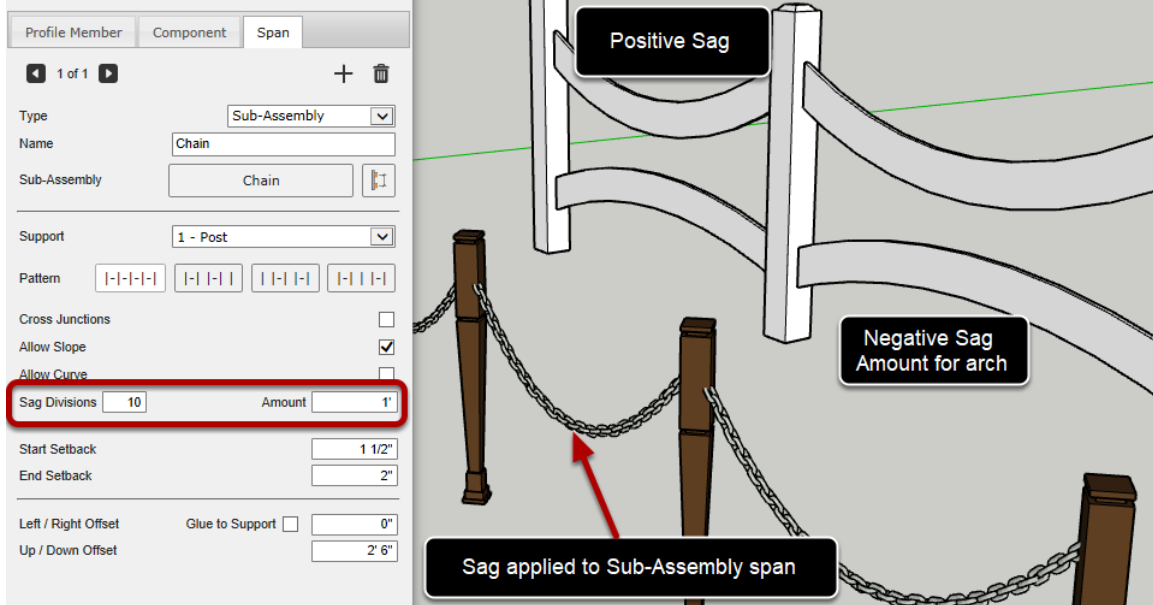 Profile Member Component Span
1 of 1
Type Sub-Assembly
Name Chain
Sub-Assembly Chain
Support 1 - Post
Pattern |-|-|-|-| |-| |-| | | |-| |-| |-| | |-|
Cross Junctions
Allow Slope
Allow Curve
Sag Divisions 10 Amount 1'
Start Setback 1 1/2"
End Setback 2"
Left / Right Offset Glue to Support 0"
Up / Down Offset 2' 6"
Positive Sag
Negative Sag
Amount for arch
Sag applied to Sub-Assembly span